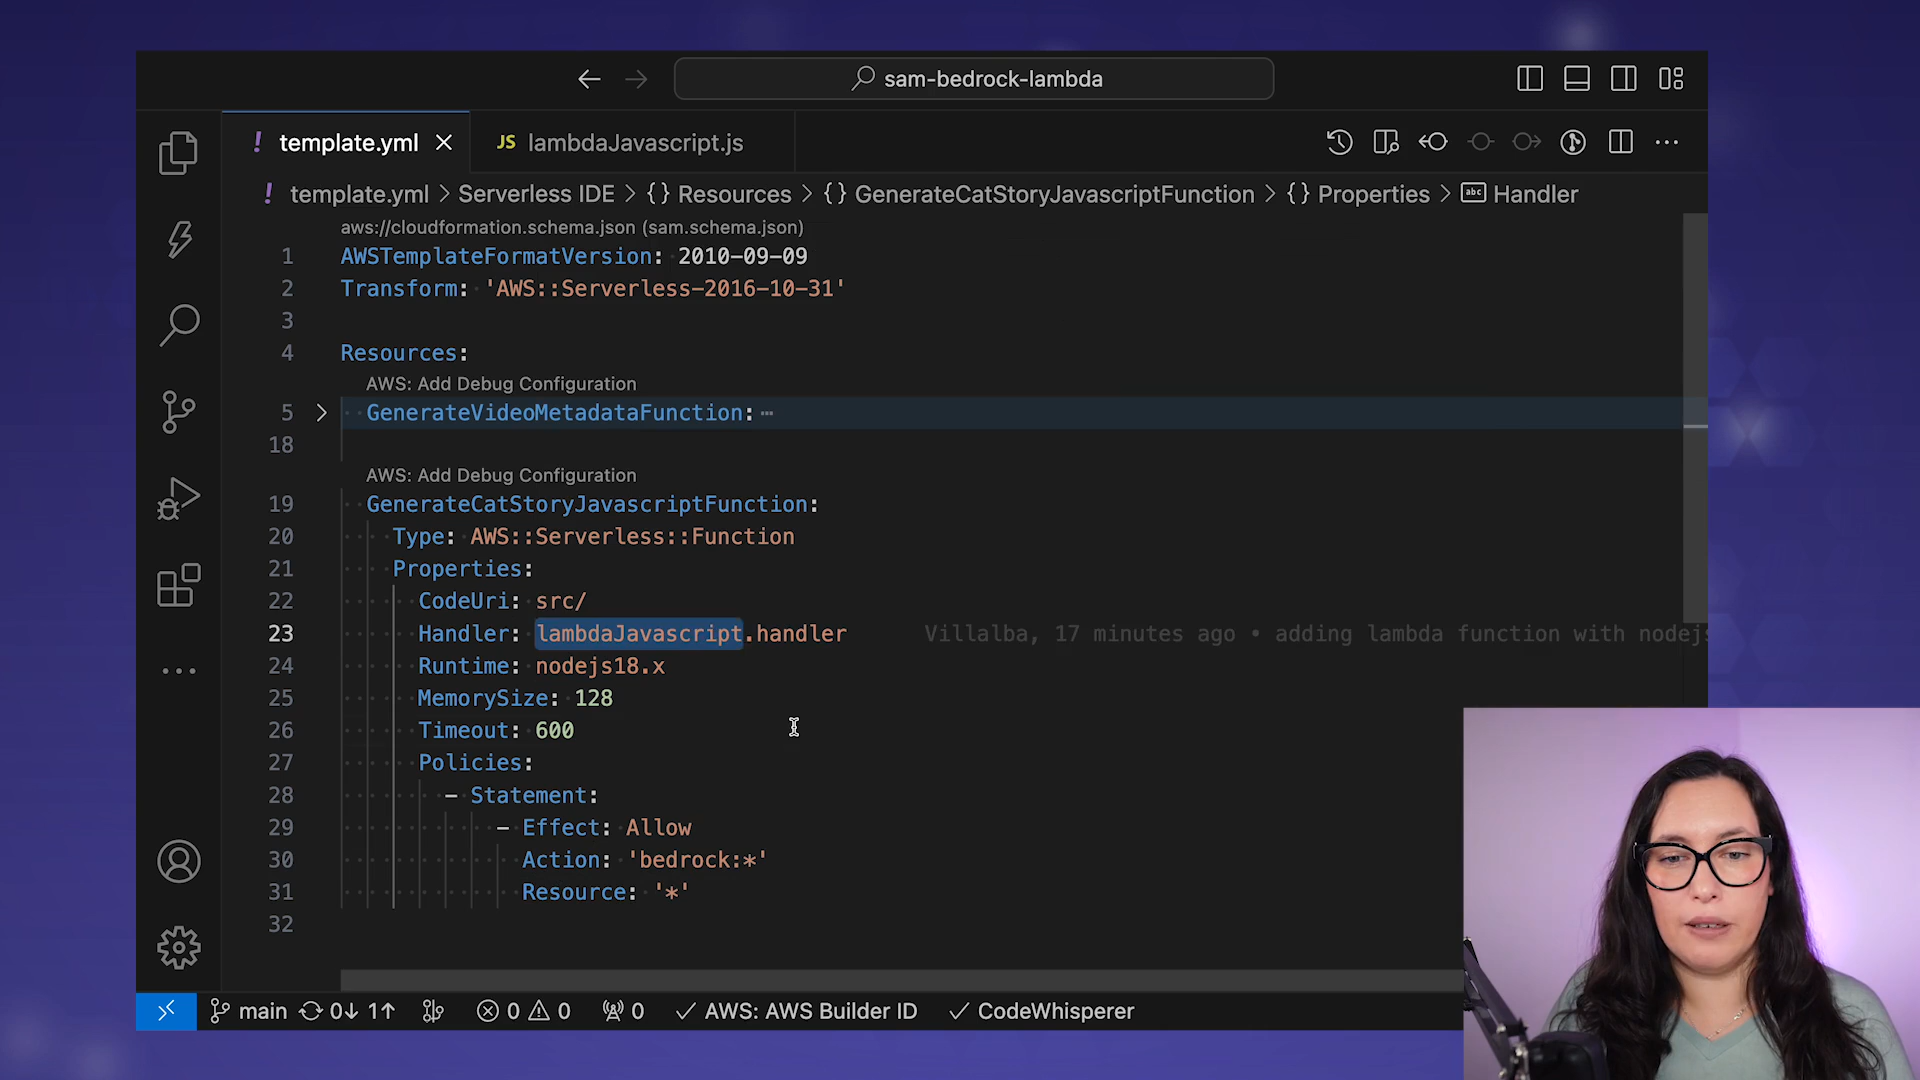 sam-bedrock-lambda
! template.yml
JS lambdaJavascript.js
! template.yml > Serverless IDE > {} Resources > {} GenerateCatStoryJavascriptFunction > {} Properties > abc Handler
aws://cloudformation.schema.json (sam.schema.json)
1 AWSTemplateFormatVersion: 2010-09-09
2 Transform: 'AWS::Serverless-2016-10-31'
3
4 Resources:
AWS: Add Debug Configuration
5 > GenerateVideoMetadataFunction: ...
18
AWS: Add Debug Configuration
19 GenerateCatStoryJavascriptFunction:
20 Type: AWS::Serverless::Function
21 Properties:
22 CodeUri: src/
23 Handler: lambdaJavascript.handler Villalba, 17 minutes ago • adding lambda function with nodejs
24 Runtime: nodejs18.x
25 MemorySize: 128
26 Timeout: 600
27 Policies:
28 - Statement:
29 - Effect: Allow
30 Action: 'bedrock:*'
31 Resource: '*'
32
main 0↓ 1↑ 0 0 0 ✓ AWS: AWS Builder ID ✓ CodeWhisperer